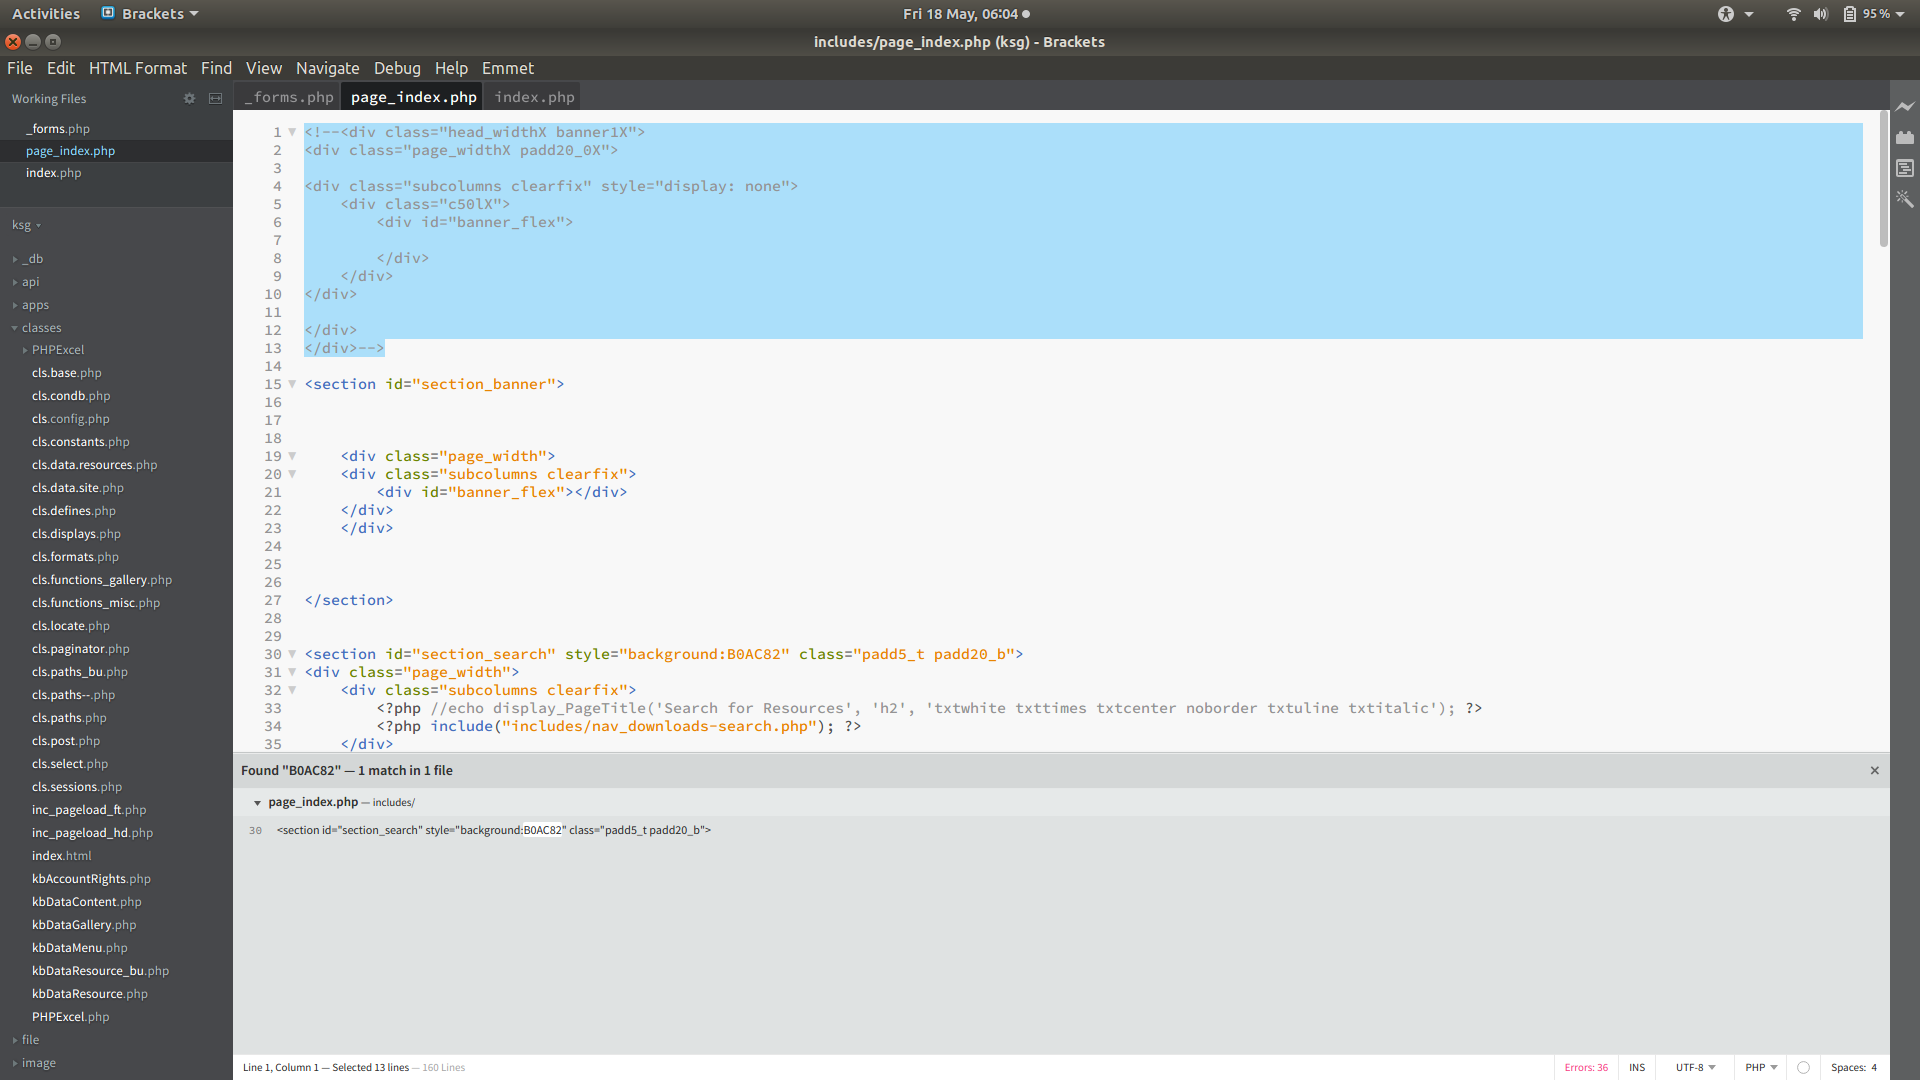 Activities Brackets Fri 18 May, 06:04 95 %
includes/page_index.php (ksg) - Brackets
File Edit HTML Format Find View Navigate Debug Help Emmet
Working Files
_forms.php
page_index.php
index.php
ksg
_db
api
apps
classes
PHPExcel
cls.base.php
cls.condb.php
cls.config.php
cls.constants.php
cls.data.resources.php
cls.data.site.php
cls.defines.php
cls.displays.php
cls.formats.php
cls.functions_gallery.php
cls.functions_misc.php
cls.locate.php
cls.paginator.php
cls.paths_bu.php
cls.paths--.php
cls.paths.php
cls.post.php
cls.select.php
cls.sessions.php
inc_pageload_ft.php
inc_pageload_hd.php
index.html
kbAccountRights.php
kbDataContent.php
kbDataGallery.php
kbDataMenu.php
kbDataResource_bu.php
kbDataResource.php
PHPExcel.php
file
image
_forms.php page_index.php index.php
1 <!--<div class="head_widthX banner1X">
2 <div class="page_widthX padd20_0X">
3
4 <div class="subcolumns clearfix" style="display: none">
5     <div class="c50lX">
6         <div id="banner_flex">
7
8         </div>
9     </div>
10 </div>
11
12 </div>
13 </div>-->
14
15 <section id="section_banner">
16
17
18
19     <div class="page_width">
20     <div class="subcolumns clearfix">
21         <div id="banner_flex"></div>
22     </div>
23     </div>
24
25
26
27 </section>
28
29
30 <section id="section_search" style="background:B0AC82" class="padd5_t padd20_b">
31 <div class="page_width">
32     <div class="subcolumns clearfix">
33         <?php //echo display_PageTitle('Search for Resources', 'h2', 'txtwhite txttimes txtcenter noborder txtuline txtitalic'); ?>
34         <?php include("includes/nav_downloads-search.php"); ?>
35     </div>
Found "B0AC82" — 1 match in 1 file ×
page_index.php — includes/
30 <section id="section_search" style="background:B0AC82" class="padd5_t padd20_b">
Line 1, Column 1 — Selected 13 lines — 160 Lines Errors: 36 INS UTF-8 PHP Spaces: 4